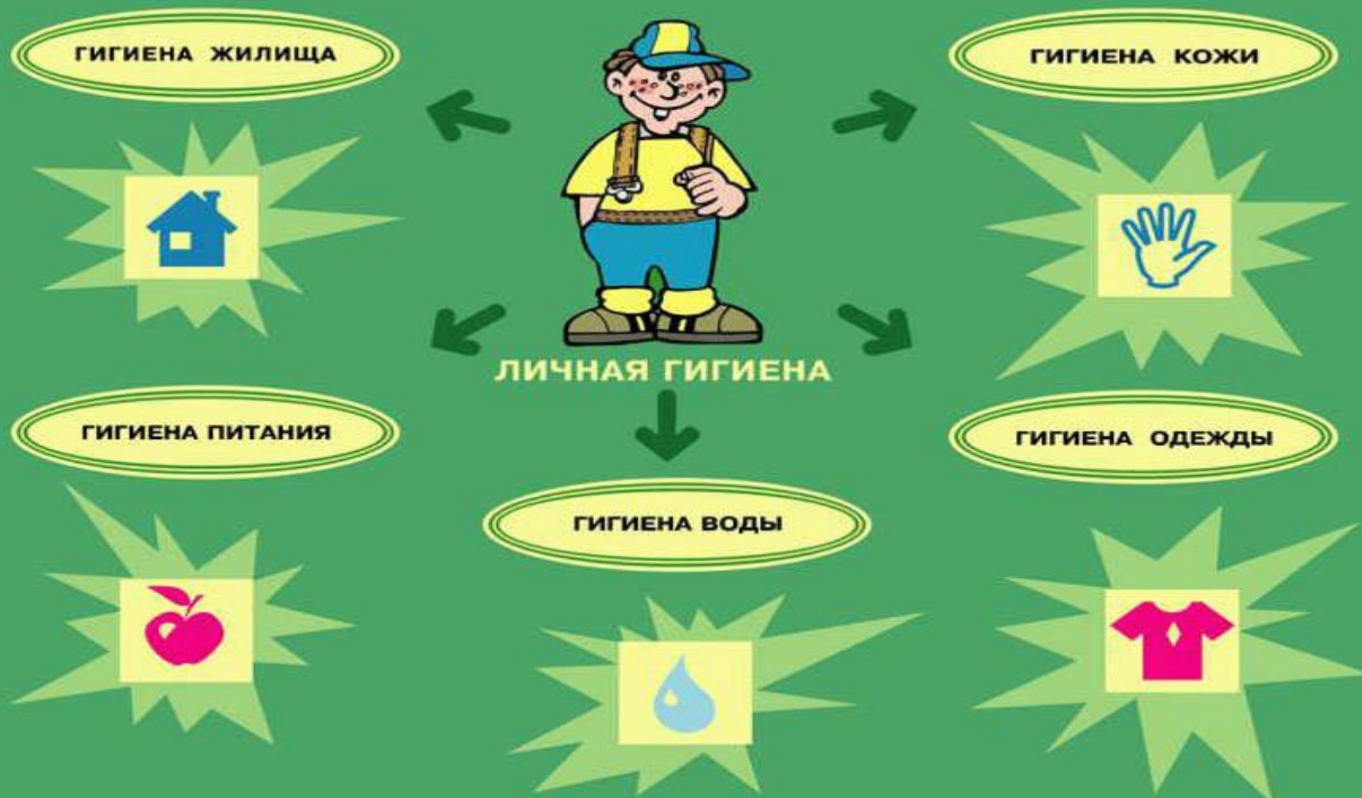 ГИГИЕНА ЖИЛИЩА
ГИГИЕНА КОЖИ
ЛИЧНАЯ ГИГИЕНА
ГИГИЕНА ПИТАНИЯ
ГИГИЕНА ОДЕЖДЫ
ГИГИЕНА ВОДЫ